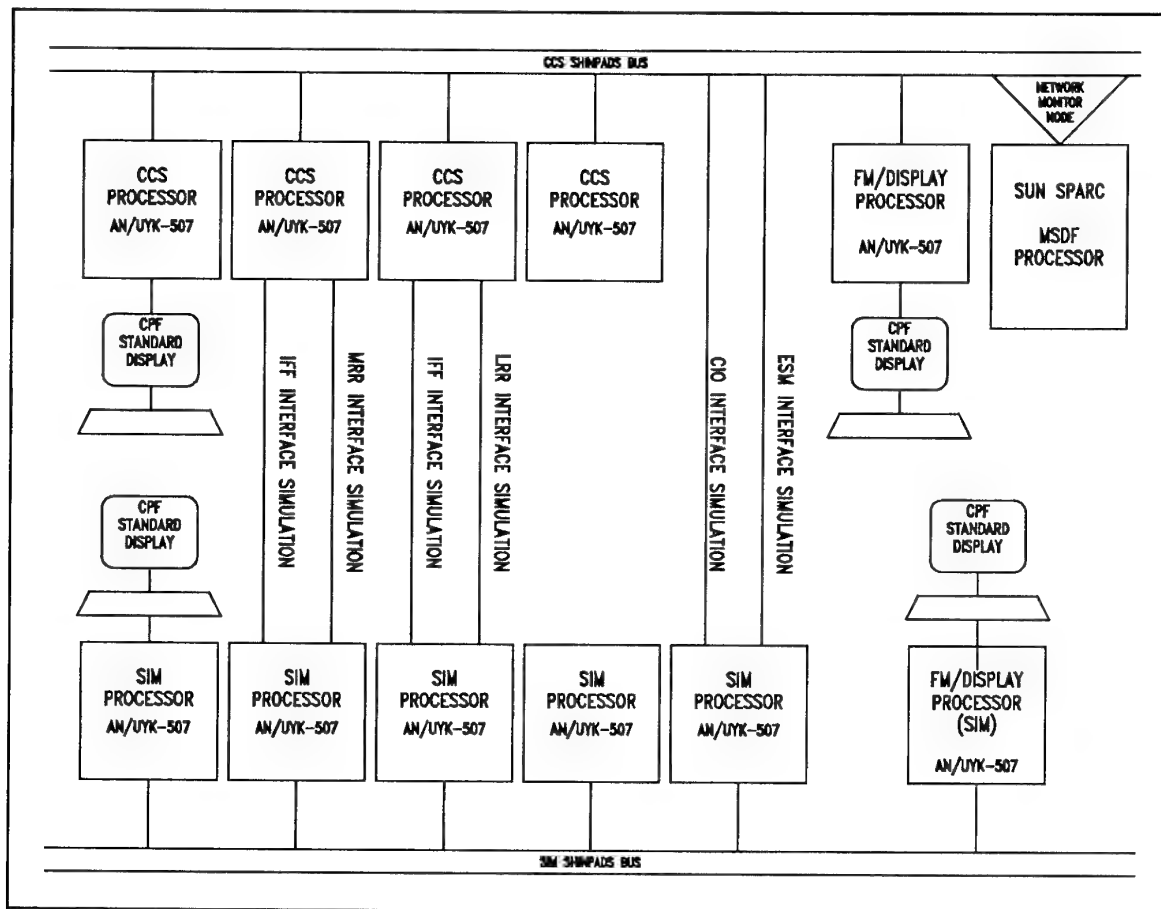 CCS SHINPADS BUS
NETWORK
MONITOR
NODE
CCS
PROCESSOR
AN/UYK-507
CCS
PROCESSOR
AN/UYK-507
CCS
PROCESSOR
AN/UYK-507
CCS
PROCESSOR
AN/UYK-507
FM/DISPLAY
PROCESSOR
AN/UYK-507
SUN SPARC
MSDF
PROCESSOR
CPF
STANDARD
DISPLAY
CPF
STANDARD
DISPLAY
IFF INTERFACE SIMULATION
MRR INTERFACE SIMULATION
IFF INTERFACE SIMULATION
LRR INTERFACE SIMULATION
CIO INTERFACE SIMULATION
ESM INTERFACE SIMULATION
CPF
STANDARD
DISPLAY
CPF
STANDARD
DISPLAY
SIM
PROCESSOR
AN/UYK-507
SIM
PROCESSOR
AN/UYK-507
SIM
PROCESSOR
AN/UYK-507
SIM
PROCESSOR
AN/UYK-507
SIM
PROCESSOR
AN/UYK-507
FM/DISPLAY
PROCESSOR
(SIM)
AN/UYK-507
SIM SHINPADS BUS